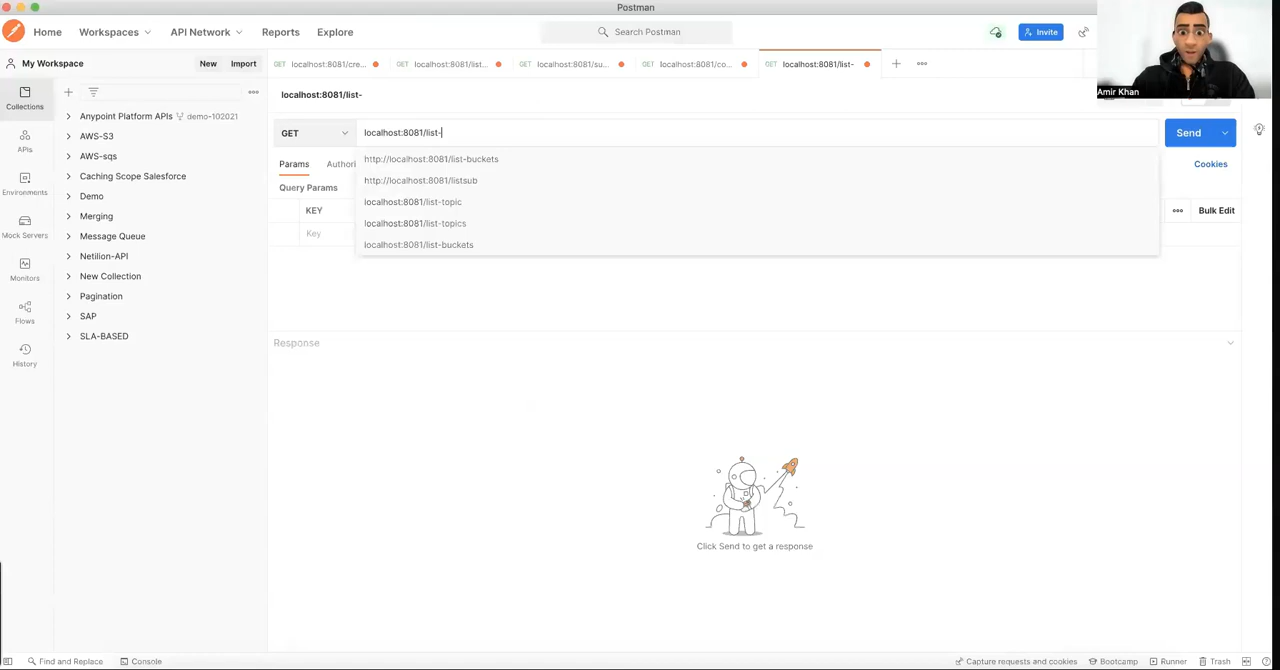 Postman
Home
Workspaces
API Network
Reports
Explore
Search Postman
Invite
My Workspace
New
Import
GET localhost:8081/cre...
GET localhost:8081/list...
GET localhost:8081/su...
GET localhost:8081/co...
GET localhost:8081/list-
Amir Khan
Collections
APIs
Environments
Mock Servers
Monitors
Flows
History
Anypoint Platform APIs demo-102021
AWS-S3
AWS-sqs
Caching Scope Salesforce
Demo
Merging
Message Queue
Netilion-API
New Collection
Pagination
SAP
SLA-BASED
localhost:8081/list-
GET
localhost:8081/list-
Send
http://localhost:8081/list-buckets
http://localhost:8081/listsub
localhost:8081/list-topic
localhost:8081/list-topics
localhost:8081/list-buckets
Params
Authori
Cookies
Query Params
KEY
Bulk Edit
Key
Response
Click Send to get a response
Find and Replace
Console
Capture requests and cookies
Bootcamp
Runner
Trash